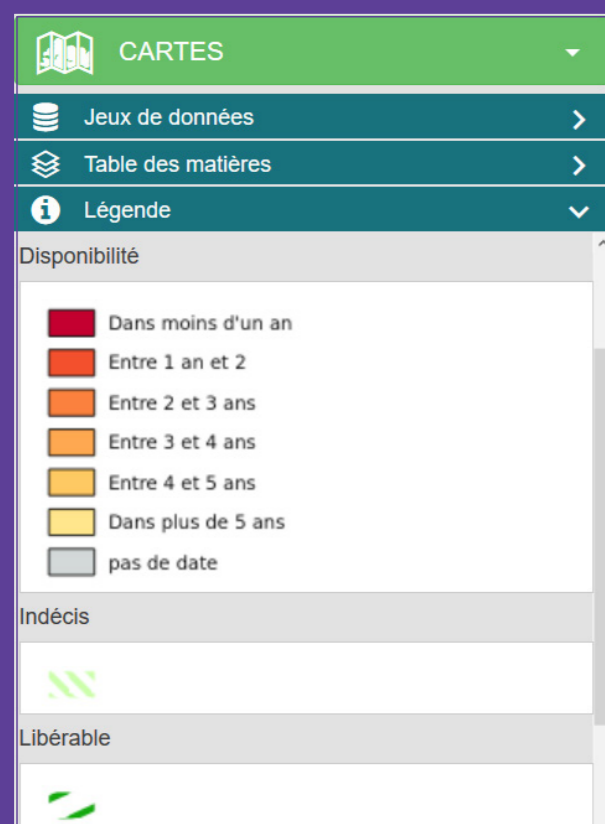 CARTES
Jeux de données
Table des matières
Légende
Disponibilité
Dans moins d'un an
Entre 1 an et 2
Entre 2 et 3 ans
Entre 3 et 4 ans
Entre 4 et 5 ans
Dans plus de 5 ans
pas de date
Indécis
Libérable